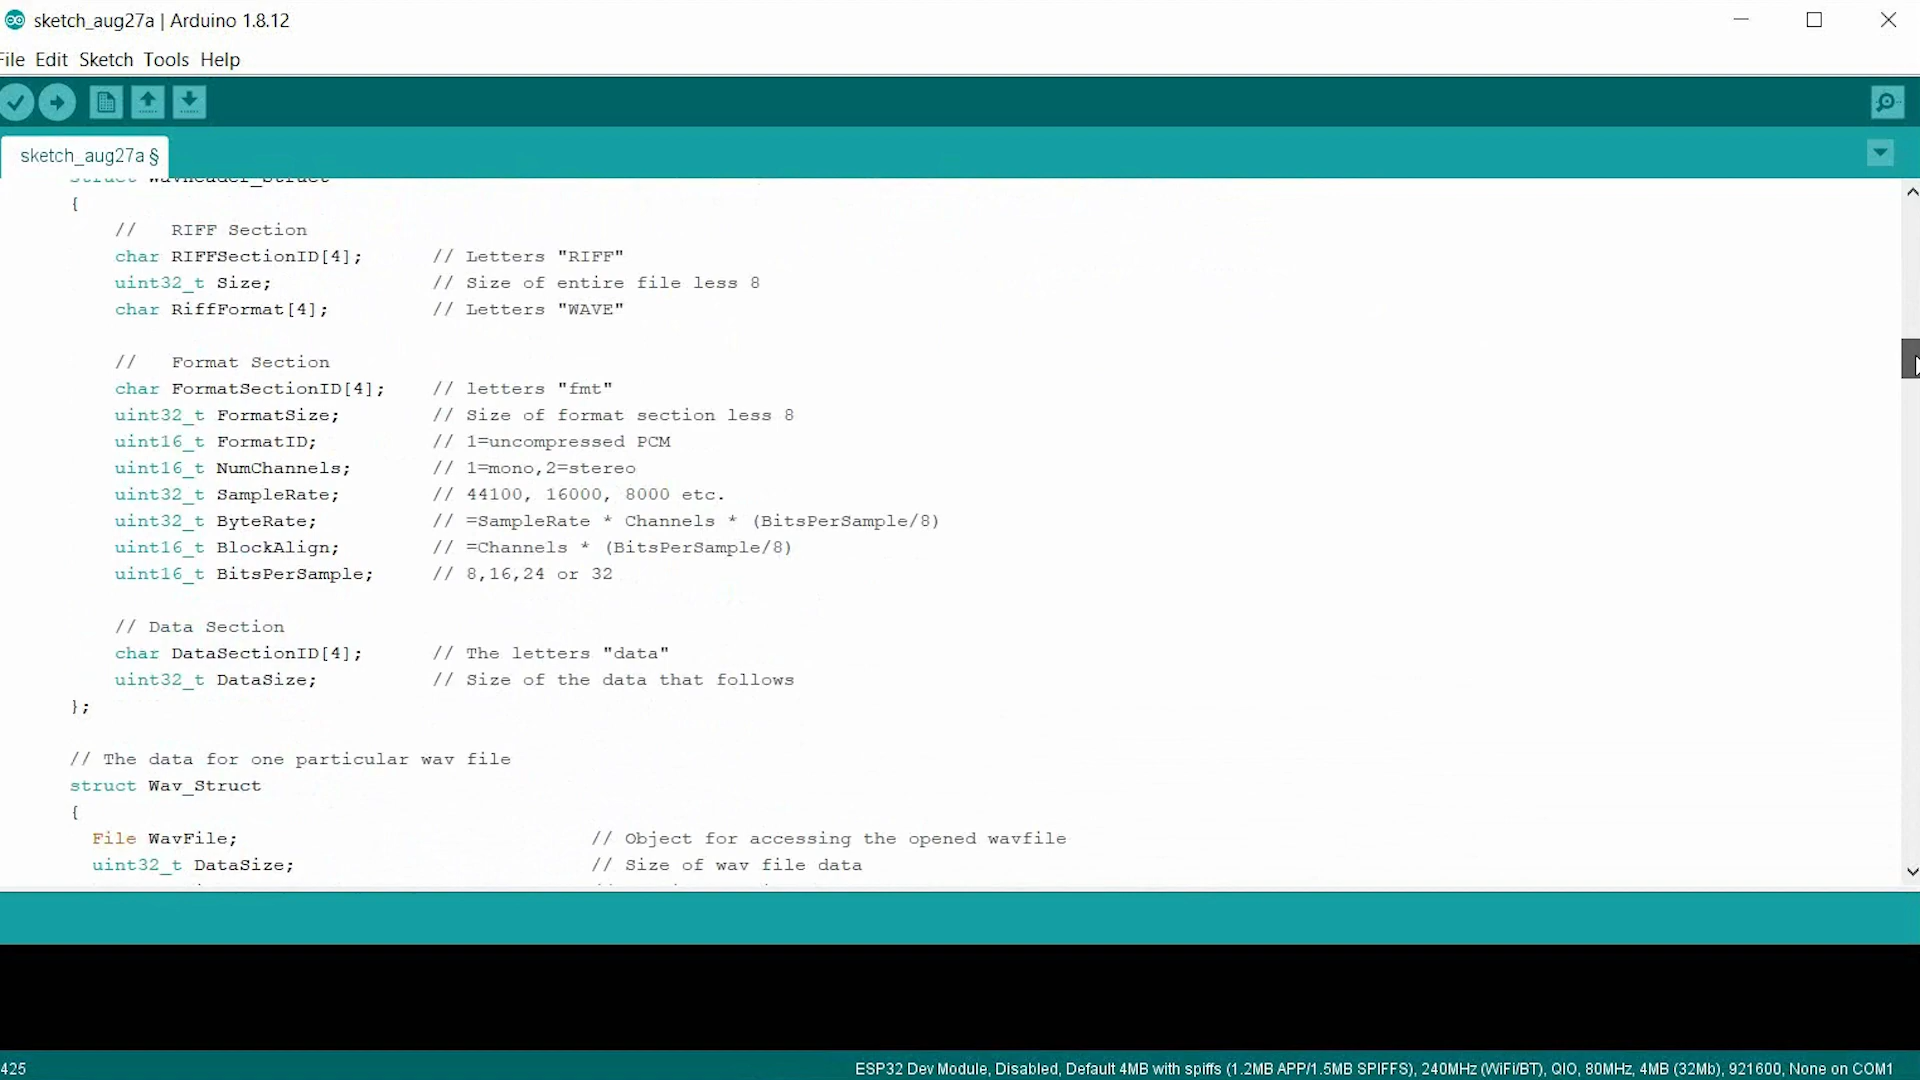 sketch_aug27a | Arduino 1.8.12
File Edit Sketch Tools Help
sketch_aug27a §
struct WavHeader_Struct
{
// RIFF Section
char RIFFSectionID[4]; // Letters "RIFF"
uint32_t Size; // Size of entire file less 8
char RiffFormat[4]; // Letters "WAVE"
// Format Section
char FormatSectionID[4]; // letters "fmt"
uint32_t FormatSize; // Size of format section less 8
uint16_t FormatID; // 1=uncompressed PCM
uint16_t NumChannels; // 1=mono,2=stereo
uint32_t SampleRate; // 44100, 16000, 8000 etc.
uint32_t ByteRate; // =SampleRate * Channels * (BitsPerSample/8)
uint16_t BlockAlign; // =Channels * (BitsPerSample/8)
uint16_t BitsPerSample; // 8,16,24 or 32
// Data Section
char DataSectionID[4]; // The letters "data"
uint32_t DataSize; // Size of the data that follows
};
// The data for one particular wav file
struct Wav_Struct
{
File WavFile; // Object for accessing the opened wavfile
uint32_t DataSize; // Size of wav file data
425
ESP32 Dev Module, Disabled, Default 4MB with spiffs (1.2MB APP/1.5MB SPIFFS), 240MHz (WiFi/BT), QIO, 80MHz, 4MB (32Mb), 921600, None on COM1